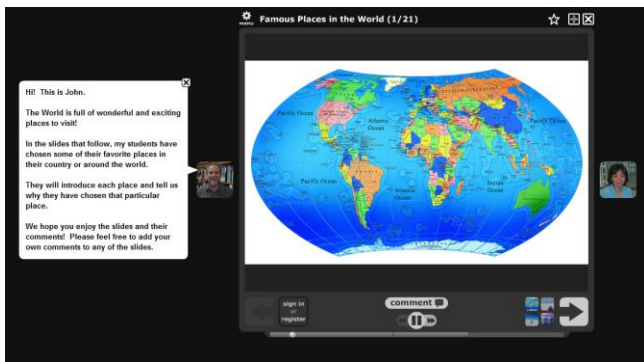 menu
Famous Places in the World (1/21)
Hi! This is John.
The World is full of wonderful and exciting
places to visit!
In the slides that follow, my students have
chosen some of their favorite places in
their country or around the world.
They will introduce each place and tell us
why they have chosen that particular
place.
We hope you enjoy the slides and their
comments! Please feel free to add your
own comments to any of the slides.
Pacific Ocean
Atlantic
Ocean
Pacific Ocean
Pacific Ocean
Atlantic
Ocean
Indian
Ocean
sign in
or
register
comment